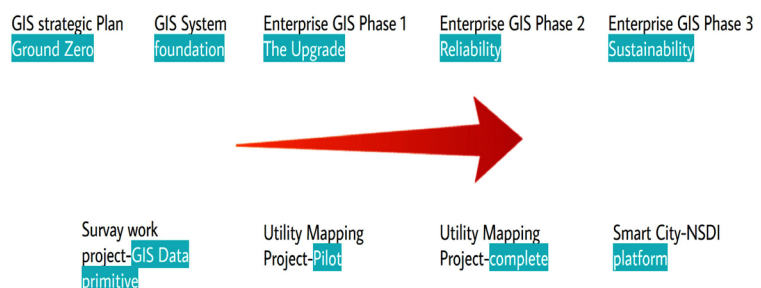 GIS strategic Plan
Ground Zero
GIS System
foundation
Enterprise GIS Phase 1
The Upgrade
Enterprise GIS Phase 2
Reliability
Enterprise GIS Phase 3
Sustainability
Survay work
project-GIS Data
primitive
Utility Mapping
Project-Pilot
Utility Mapping
Project-complete
Smart City-NSDI
platform